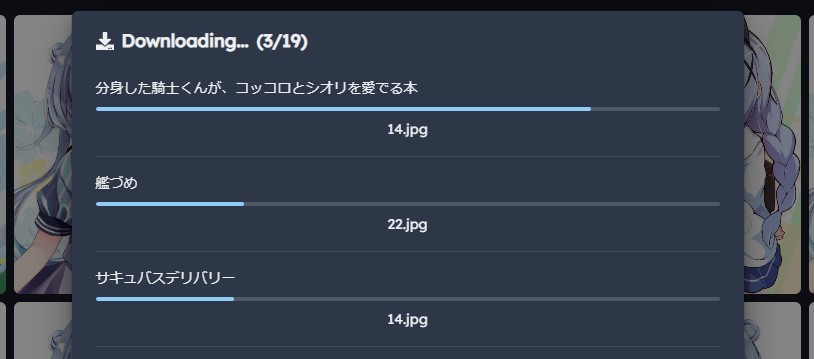 Downloading... (3/19)
分身した騎士くんが、コッコロとシオリを愛でる本
14.jpg
艦づめ
22.jpg
サキュバスデリバリー
14.jpg